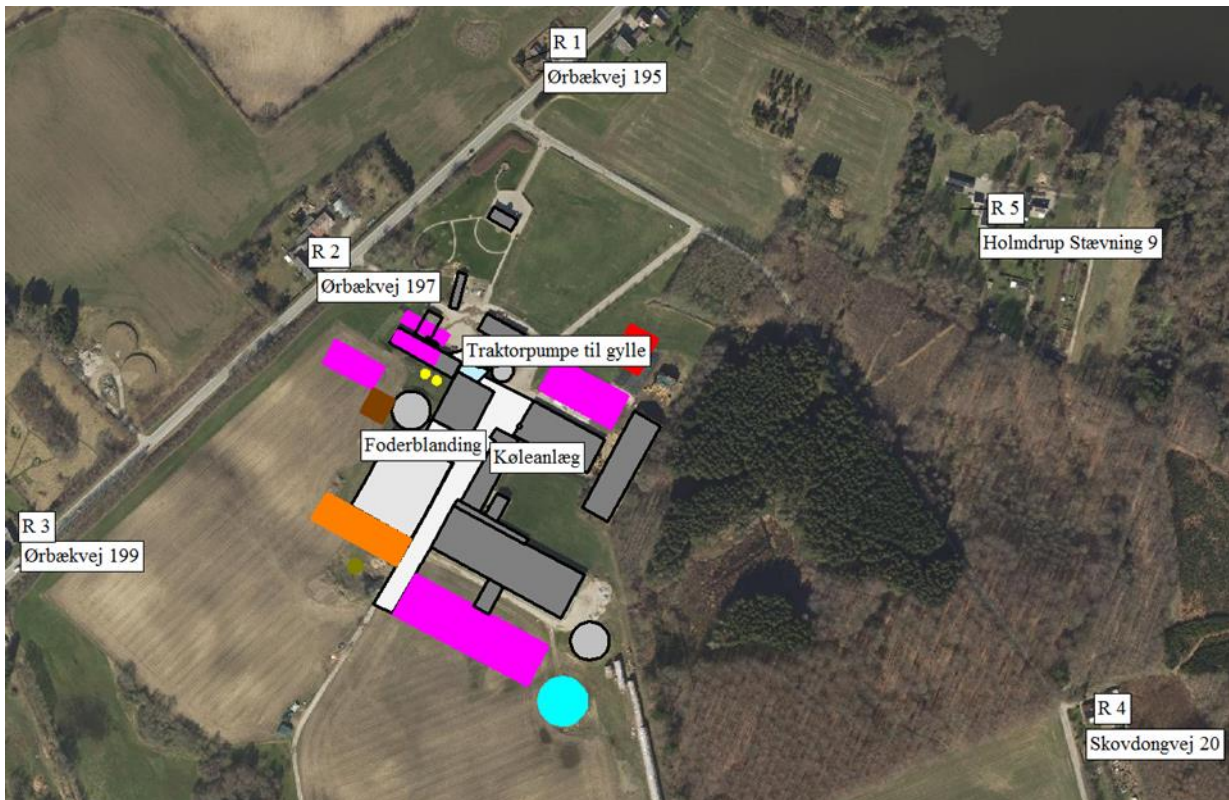 R 1
Ørbækvej 195
R 5
Holmdrup Stævning 9
R 2
Ørbækvej 197
Traktorpumpe til gylle
Foderblanding
Køleanlæg
R 3
Ørbækvej 199
R 4
Skovdongvej 20